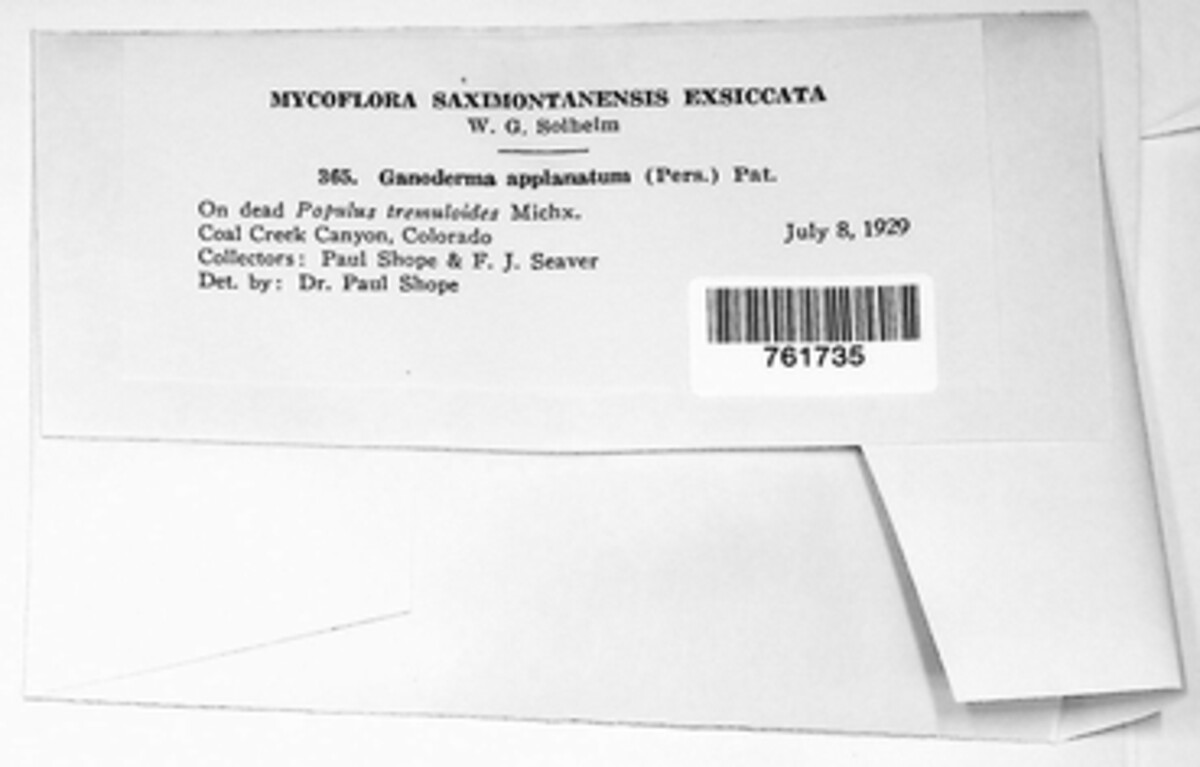 MYCOFLORA SAXIMONTANENSIS EXSICCATA
W. G. Solheim
365. Ganoderma applanatum (Pers.) Pat.
On dead Populus tremuloides Michx.
Coal Creek Canyon, Colorado July 8, 1929
Collectors: Paul Shope & F. J. Seaver
Det. by: Dr. Paul Shope
761735